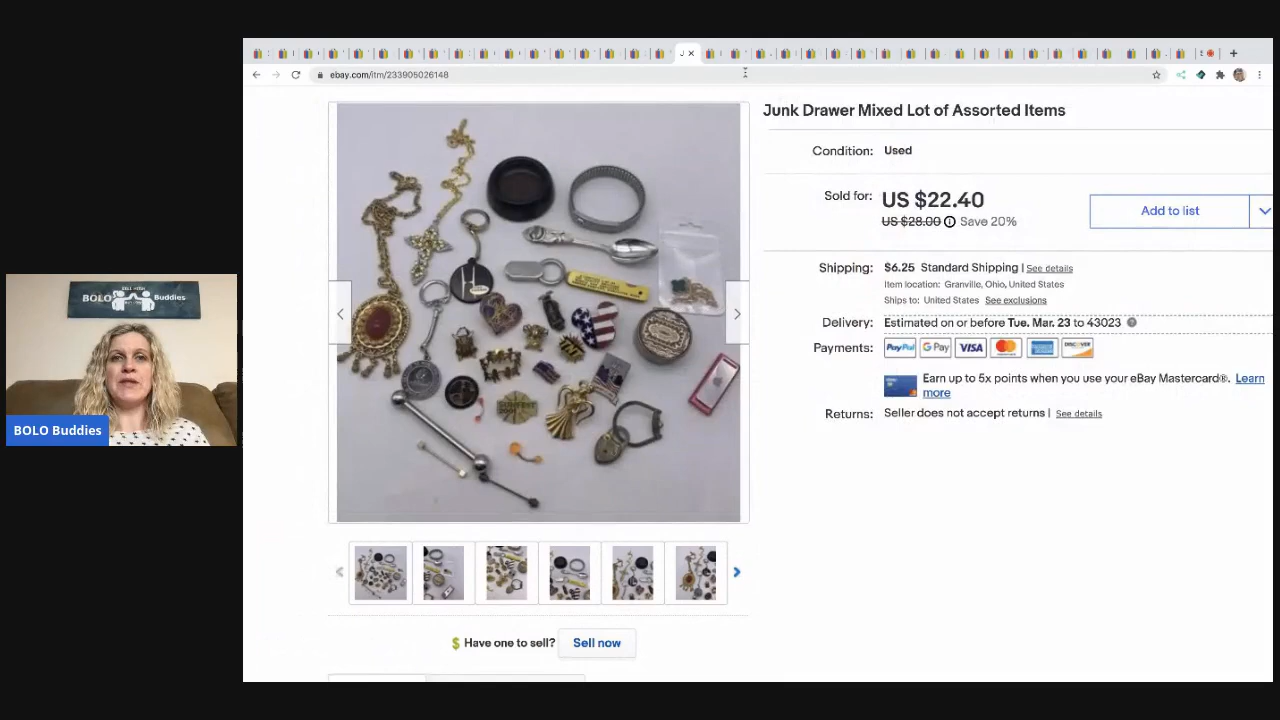 ebay.com/itm/233905026148
Junk Drawer Mixed Lot of Assorted Items
Condition: Used
Sold for: US $22.40
US $28.00 Save 20%
Add to list
Shipping: $6.25 Standard Shipping | See details
Item location: Granville, Ohio, United States
Ships to: United States See exclusions
Delivery: Estimated on or before Tue. Mar. 23 to 43023
Payments: PayPal G Pay VISA DISCOVER
Earn up to 5x points when you use your eBay Mastercard®. Learn
more
Returns: Seller does not accept returns | See details
BOLO Buddies
BOLO Buddies
$ Have one to sell? Sell now